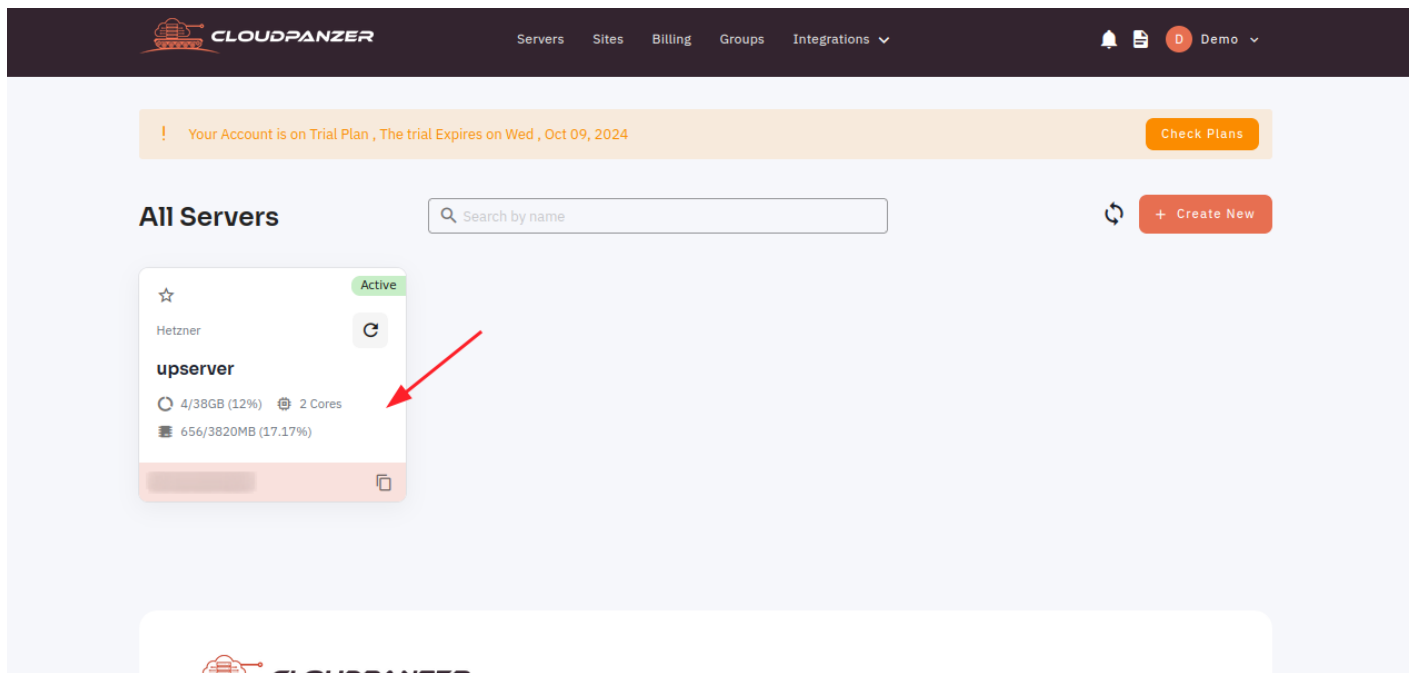 CLOUDPANZER
Servers Sites Billing Groups Integrations
D Demo
! Your Account is on Trial Plan , The trial Expires on Wed , Oct 09, 2024
Check Plans
All Servers
Search by name
+ Create New
Active
Hetzner
upserver
4/38GB (12%) 2 Cores
656/3820MB (17.17%)
CLOUDPANZER